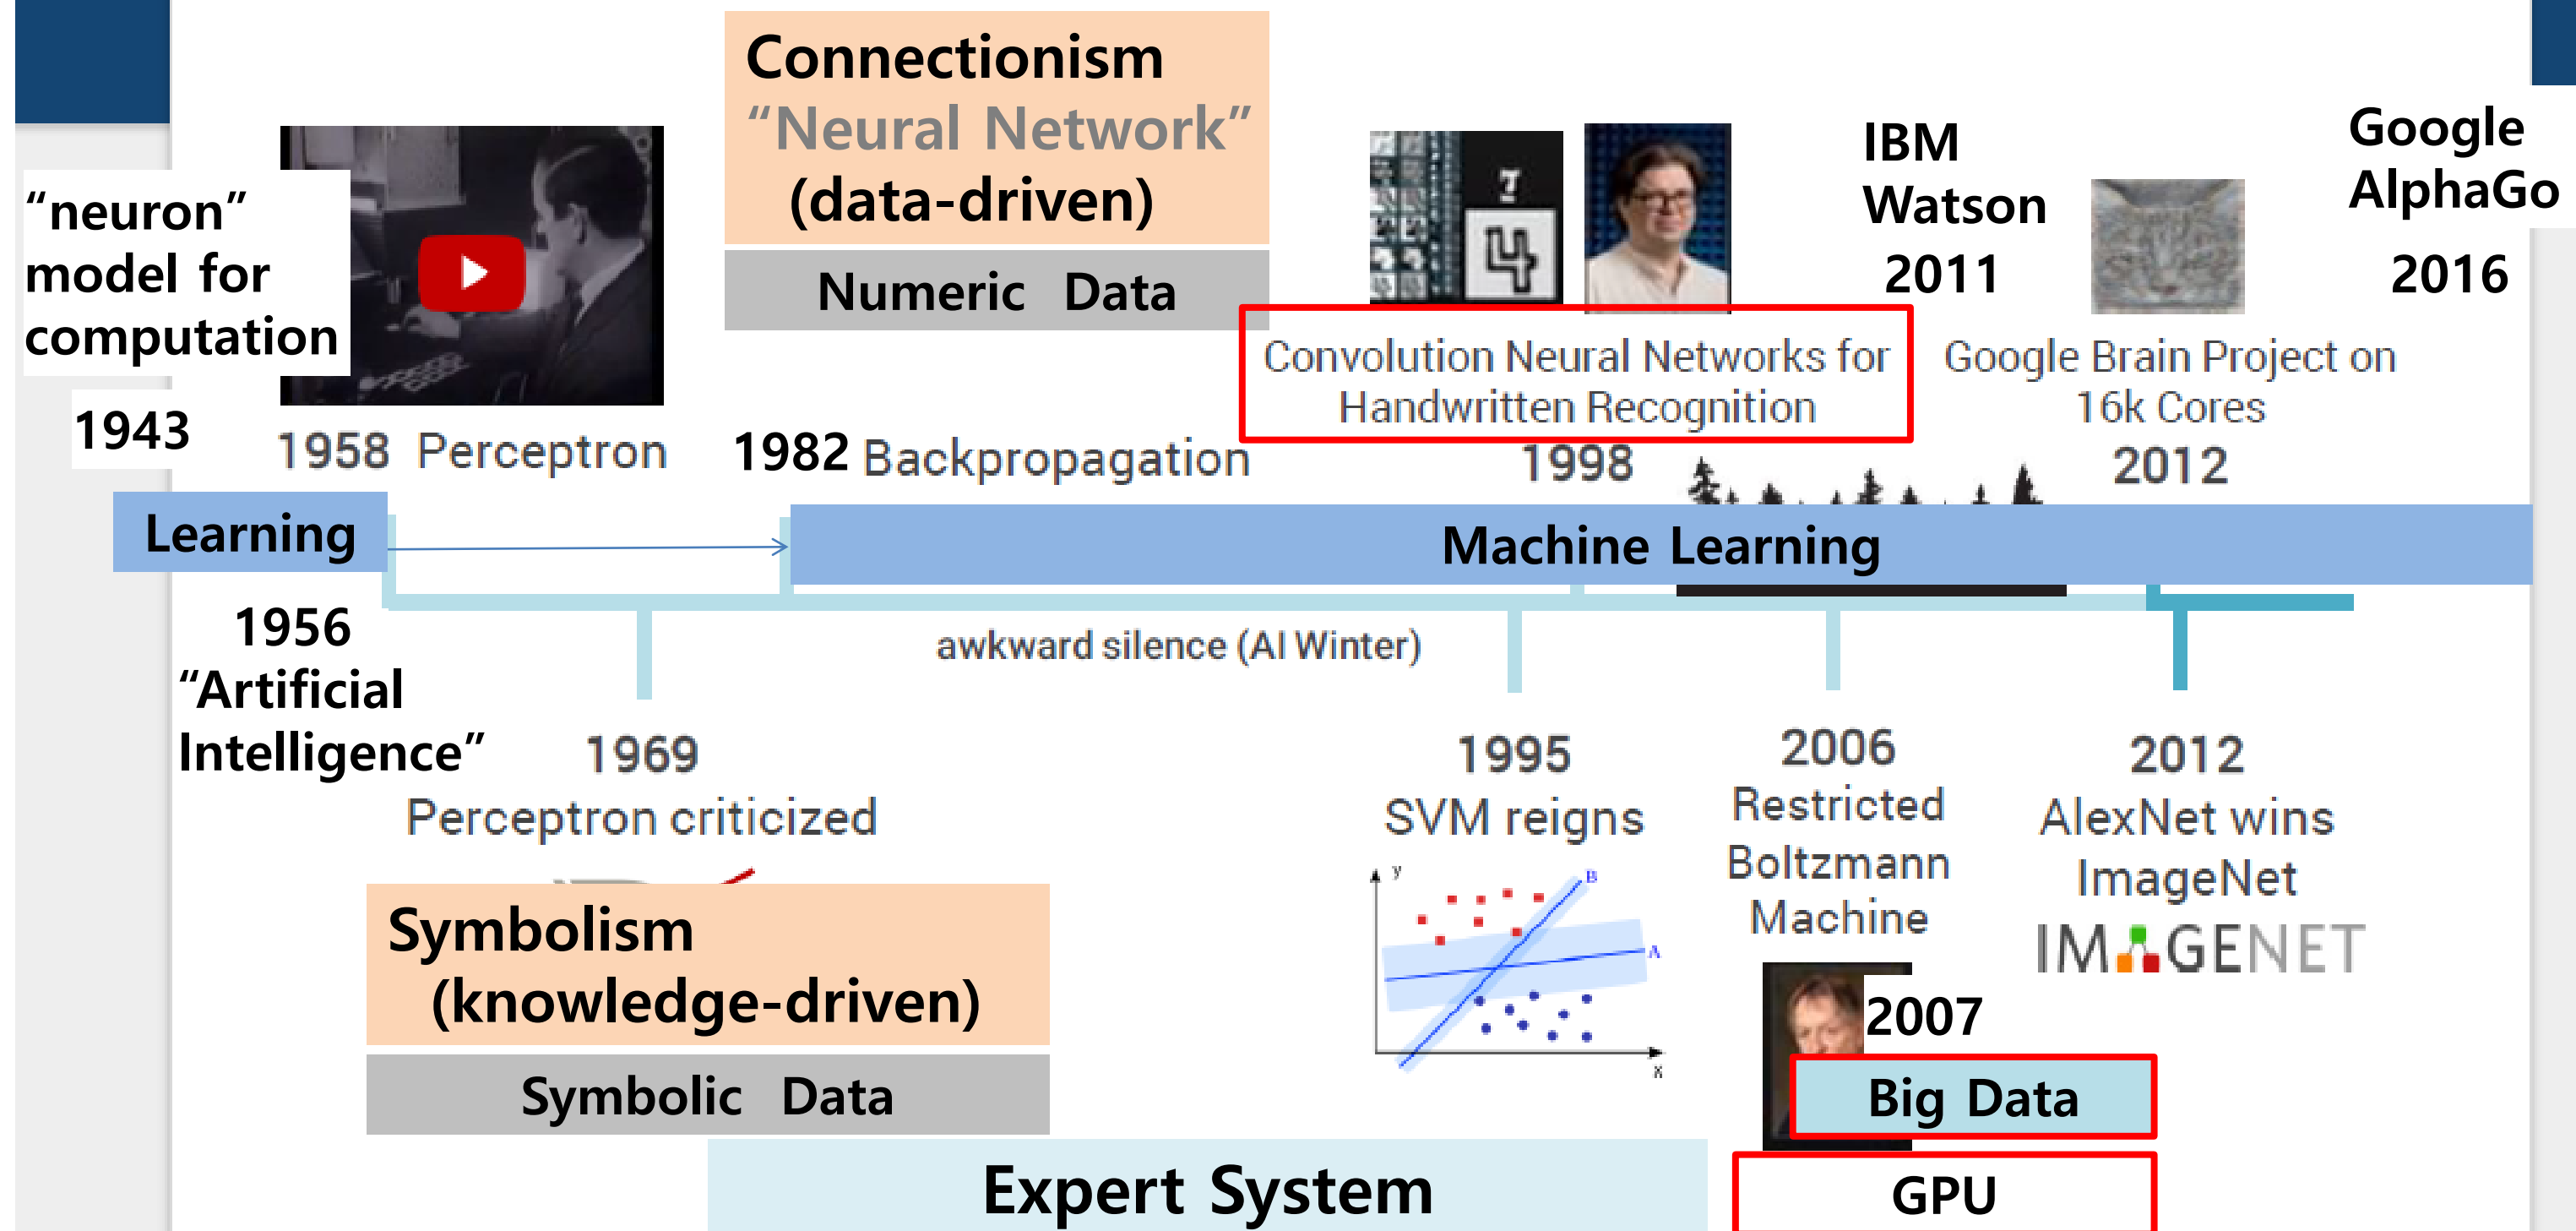 Connectionism
“Neural Network”
(data-driven)
Numeric Data
“neuron”
model for
computation
1943
1958 Perceptron
1982 Backpropagation
4
Convolution Neural Networks for
Handwritten Recognition
1998
IBM
Watson
2011
Google Brain Project on
16k Cores
2012
Google
AlphaGo
2016
Learning
Machine Learning
1956
“Artificial
Intelligence”
awkward silence (AI Winter)
1969
Perceptron criticized
Symbolism
(knowledge-driven)
Symbolic Data
Expert System
1995
SVM reigns
y
B
A
x
2006
Restricted
Boltzmann
Machine
2007
Big Data
GPU
2012
AlexNet wins
ImageNet
IMAGENET